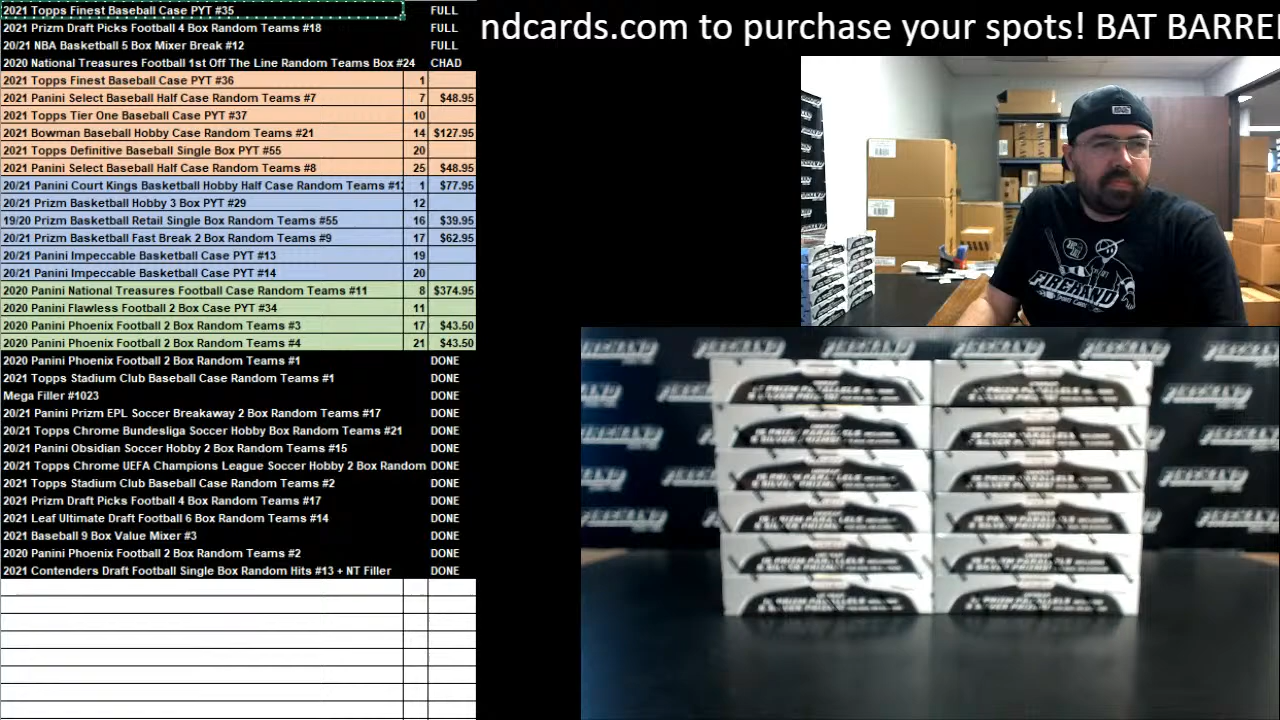 2021 Topps Finest Baseball Case PYT #35 FULL
2021 Prizm Draft Picks Football 4 Box Random Teams #18 FULL
20/21 NBA Basketball 5 Box Mixer Break #12 FULL
2020 National Treasures Football 1st Off The Line Random Teams Box #24 CHAD
2021 Topps Finest Baseball Case PYT #36 1
2021 Panini Select Baseball Half Case Random Teams #7 7 $48.95
2021 Topps Tier One Baseball Case PYT #37 10
2021 Bowman Baseball Hobby Case Random Teams #21 14 $127.95
2021 Topps Definitive Baseball Single Box PYT #55 20
2021 Panini Select Baseball Half Case Random Teams #8 25 $48.95
20/21 Panini Court Kings Basketball Hobby Half Case Random Teams #12 1 $77.95
20/21 Prizm Basketball Hobby 3 Box PYT #29 12
19/20 Prizm Basketball Retail Single Box Random Teams #55 16 $39.95
20/21 Prizm Basketball Fast Break 2 Box Random Teams #9 17 $62.95
20/21 Panini Impeccable Basketball Case PYT #13 19
20/21 Panini Impeccable Basketball Case PYT #14 20
2020 Panini National Treasures Football Case Random Teams #11 8 $374.95
2020 Panini Flawless Football 2 Box Case PYT #34 11
2020 Panini Phoenix Football 2 Box Random Teams #3 17 $43.50
2020 Panini Phoenix Football 2 Box Random Teams #4 21 $43.50
2020 Panini Phoenix Football 2 Box Random Teams #1 DONE
2021 Topps Stadium Club Baseball Case Random Teams #1 DONE
Mega Filler #1023 DONE
20/21 Panini Prizm EPL Soccer Breakaway 2 Box Random Teams #17 DONE
20/21 Topps Chrome Bundesliga Soccer Hobby Box Random Teams #21 DONE
20/21 Panini Obsidian Soccer Hobby 2 Box Random Teams #15 DONE
20/21 Topps Chrome UEFA Champions League Soccer Hobby 2 Box Random DONE
2021 Topps Stadium Club Baseball Case Random Teams #2 DONE
2021 Prizm Draft Picks Football 4 Box Random Teams #17 DONE
2021 Leaf Ultimate Draft Football 6 Box Random Teams #14 DONE
2021 Baseball 9 Box Value Mixer #3 DONE
2020 Panini Phoenix Football 2 Box Random Teams #2 DONE
2021 Contenders Draft Football Single Box Random Hits #13 + NT Filler DONE
ndcards.com to purchase your spots! BAT BARRE
FIREHAND